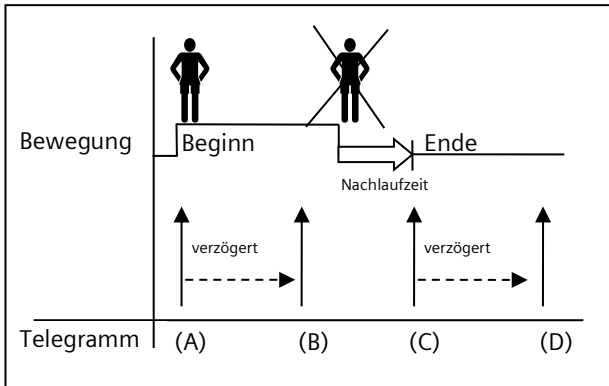 Bewegung
Beginn
Ende
Nachlaufzeit
verzögert
verzögert
Telegramm (A) (B) (C) (D)